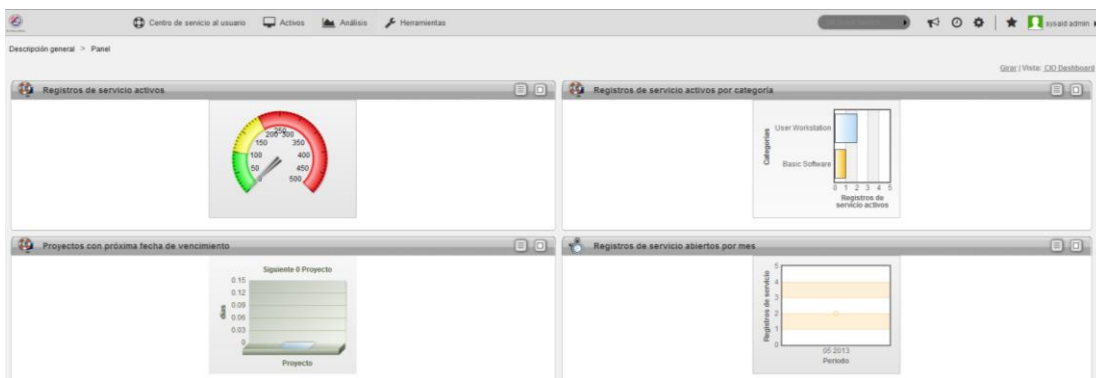 Centro de servicio al usuario Activos Análisis Herramientas sysaid admin
Descripción general > Panel
Girar | Vista: CIO Dashboard
Registros de servicio activos
0 50 100 150 200 250 300 350 400 450 500
Registros de servicio activos por categoría
Categorías
User Workstation
Basic Software
0 1 2 3 4 5
Registros de
servicio activos
Proyectos con próxima fecha de vencimiento
Siguiente 0 Proyecto
días
0.15
0.12
0.09
0.06
0.03
0
Proyecto
Registros de servicio abiertos por mes
Registros de servicio
5
4
3
2
1
0
05 2013
Periodo